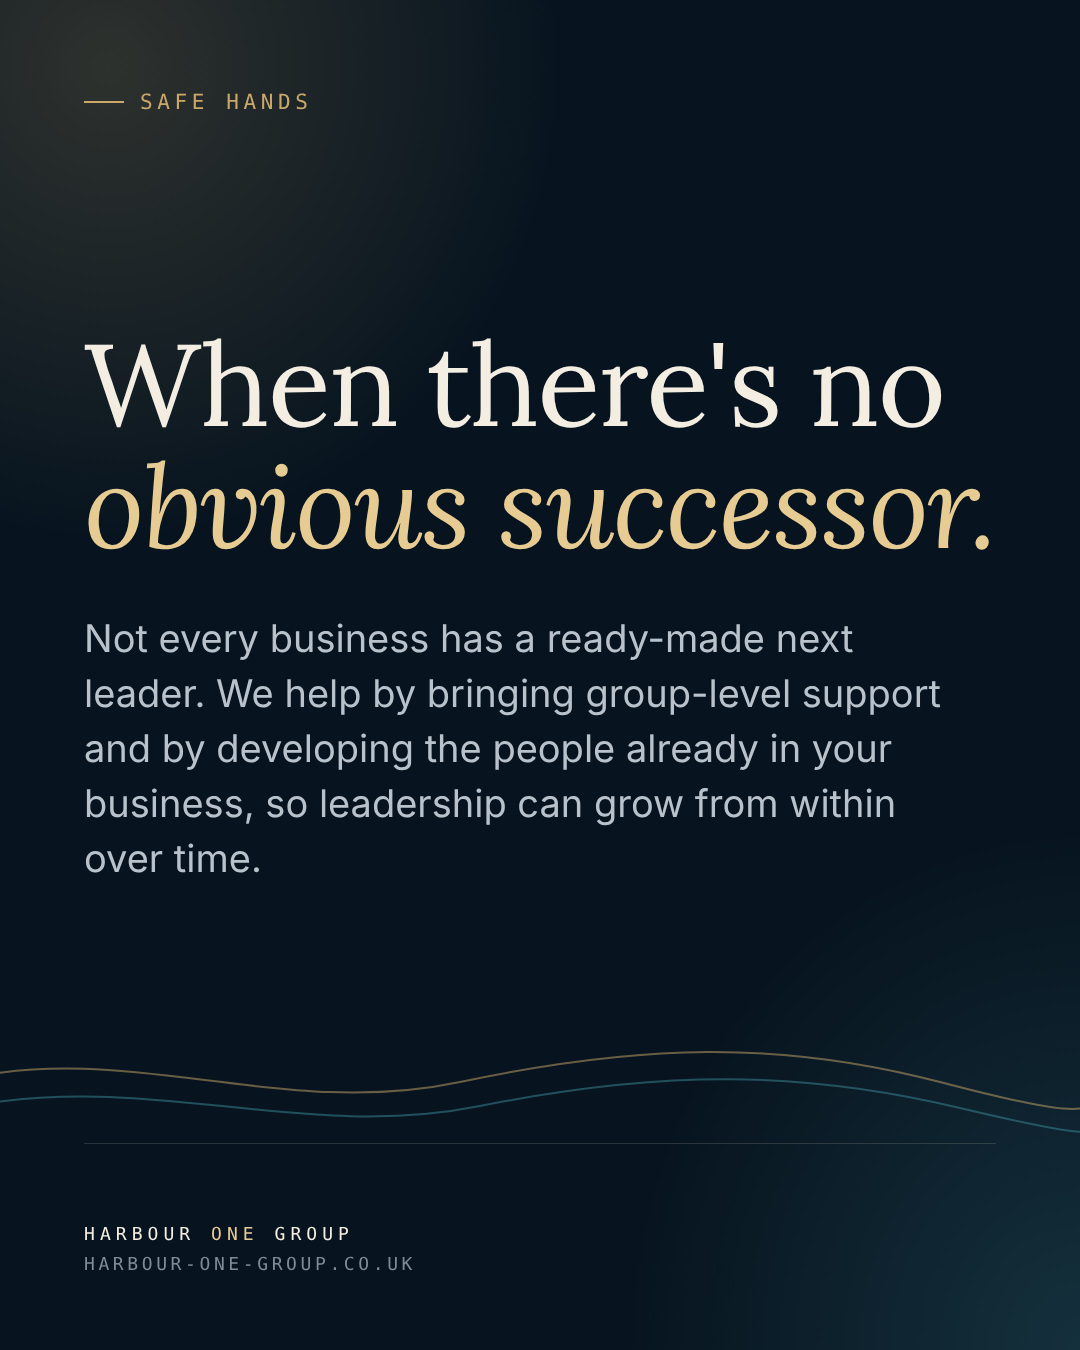 SAFE HANDS
When there's no
obvious successor.
Not every business has a ready-made next
leader. We help by bringing group-level support
and by developing the people already in your
business, so leadership can grow from within
over time.
HARBOUR ONE GROUP
HARBOUR-ONE-GROUP.CO.UK